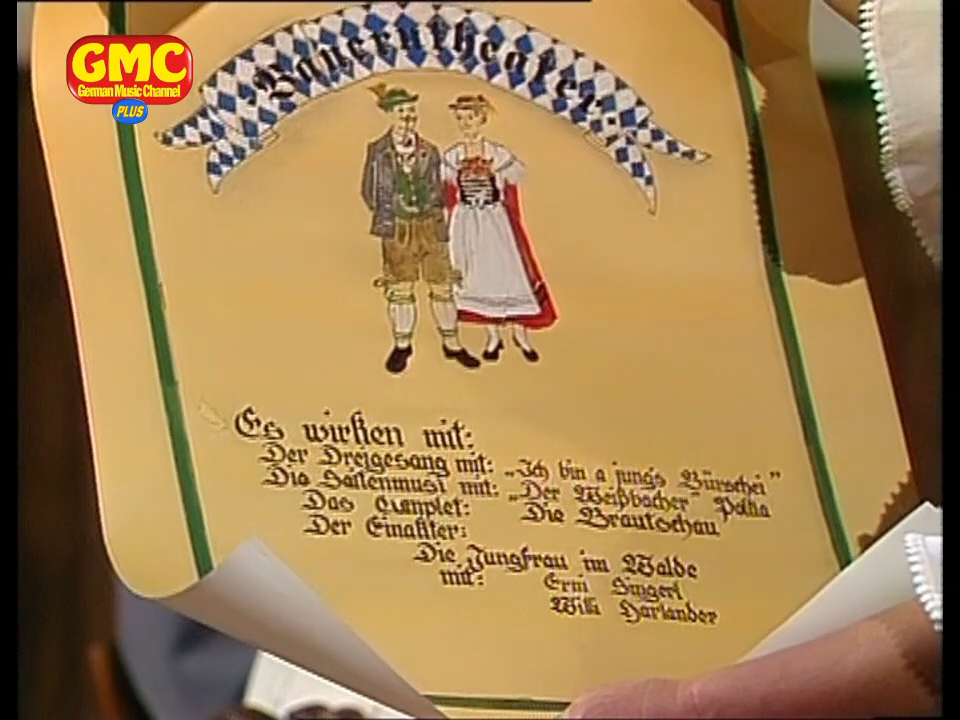 GMC
German Music Channel
PLUS
Bauerntheater.
Es wirken mit:
Der Dreigesang mit: „Ich bin a jung's Bürschei"
Die Saitenmusi mit: „Der Weißbacher" Polka
Das Couplet: Die Brautschau
Der Einakter:
Die Jungfrau im Walde
mit: Erni Singerl
Willi Harlander